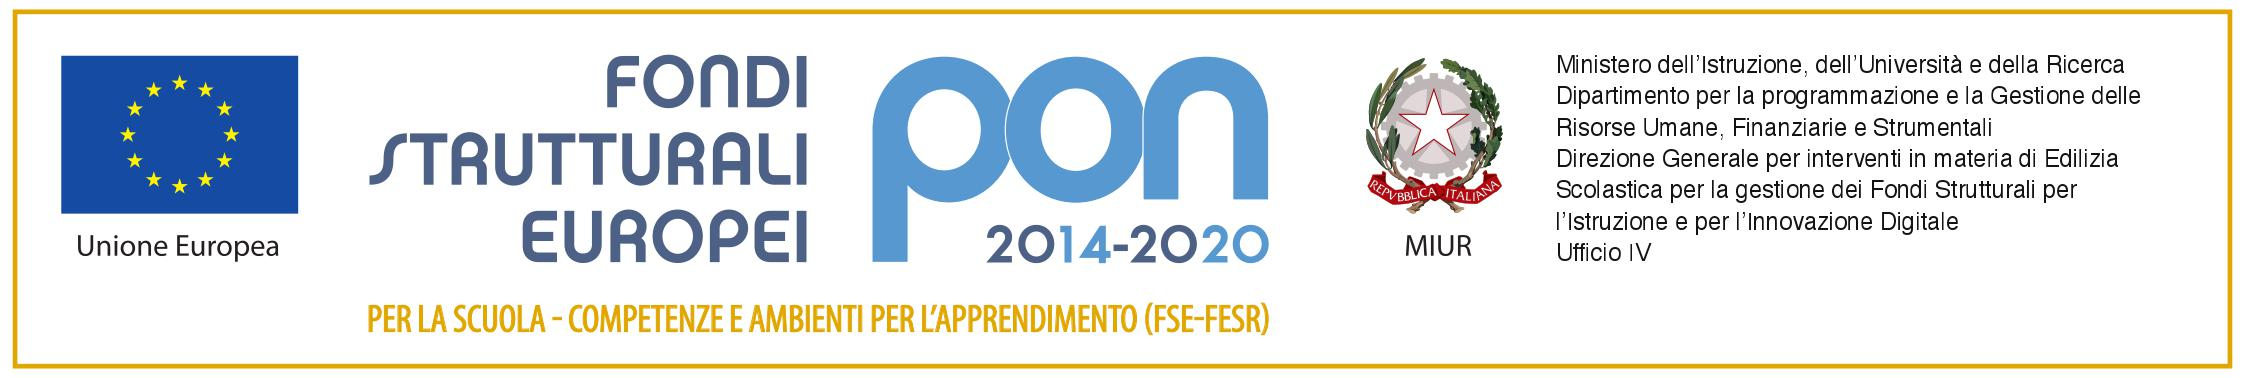 Unione Europea
FONDI
STRUTTURALI
EUROPEI
pon
2014-2020
PER LA SCUOLA - COMPETENZE E AMBIENTI PER L'APPRENDIMENTO (FSE-FESR)
REPVBBLICA ITALIANA
MIUR
Ministero dell'Istruzione, dell'Università e della Ricerca
Dipartimento per la programmazione e la Gestione delle
Risorse Umane, Finanziarie e Strumentali
Direzione Generale per interventi in materia di Edilizia
Scolastica per la gestione dei Fondi Strutturali per
l'Istruzione e per l'Innovazione Digitale
Ufficio IV